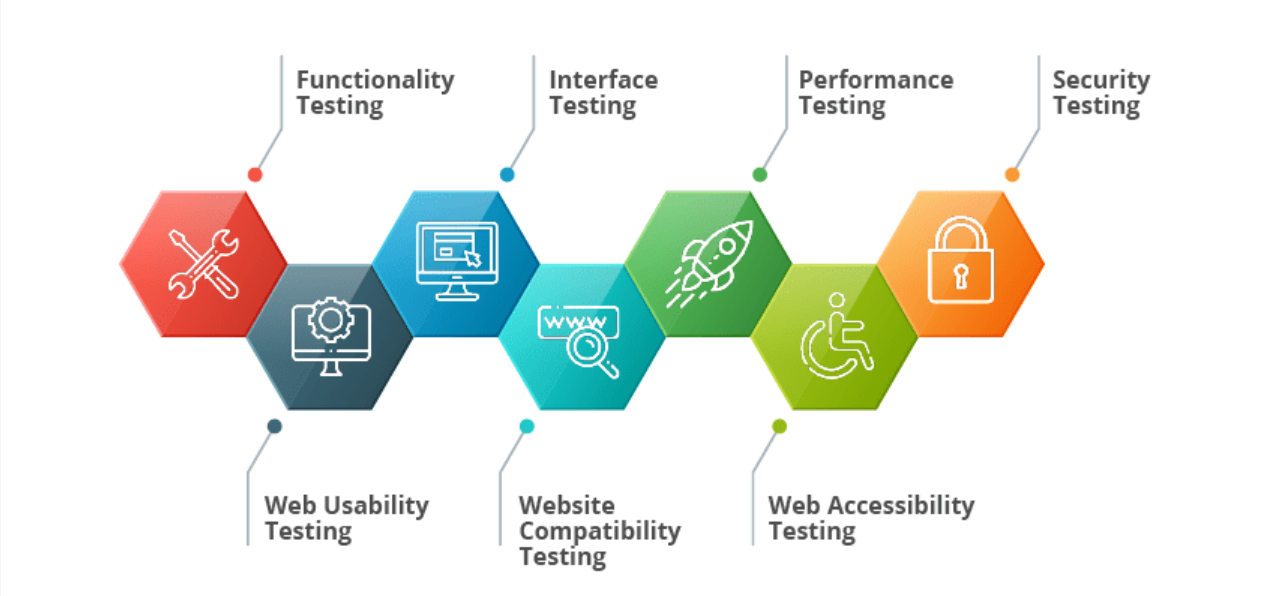 Functionality
Testing
Interface
Testing
Performance
Testing
Security
Testing
www
Web Usability
Testing
Website
Compatibility
Testing
Web Accessibility
Testing